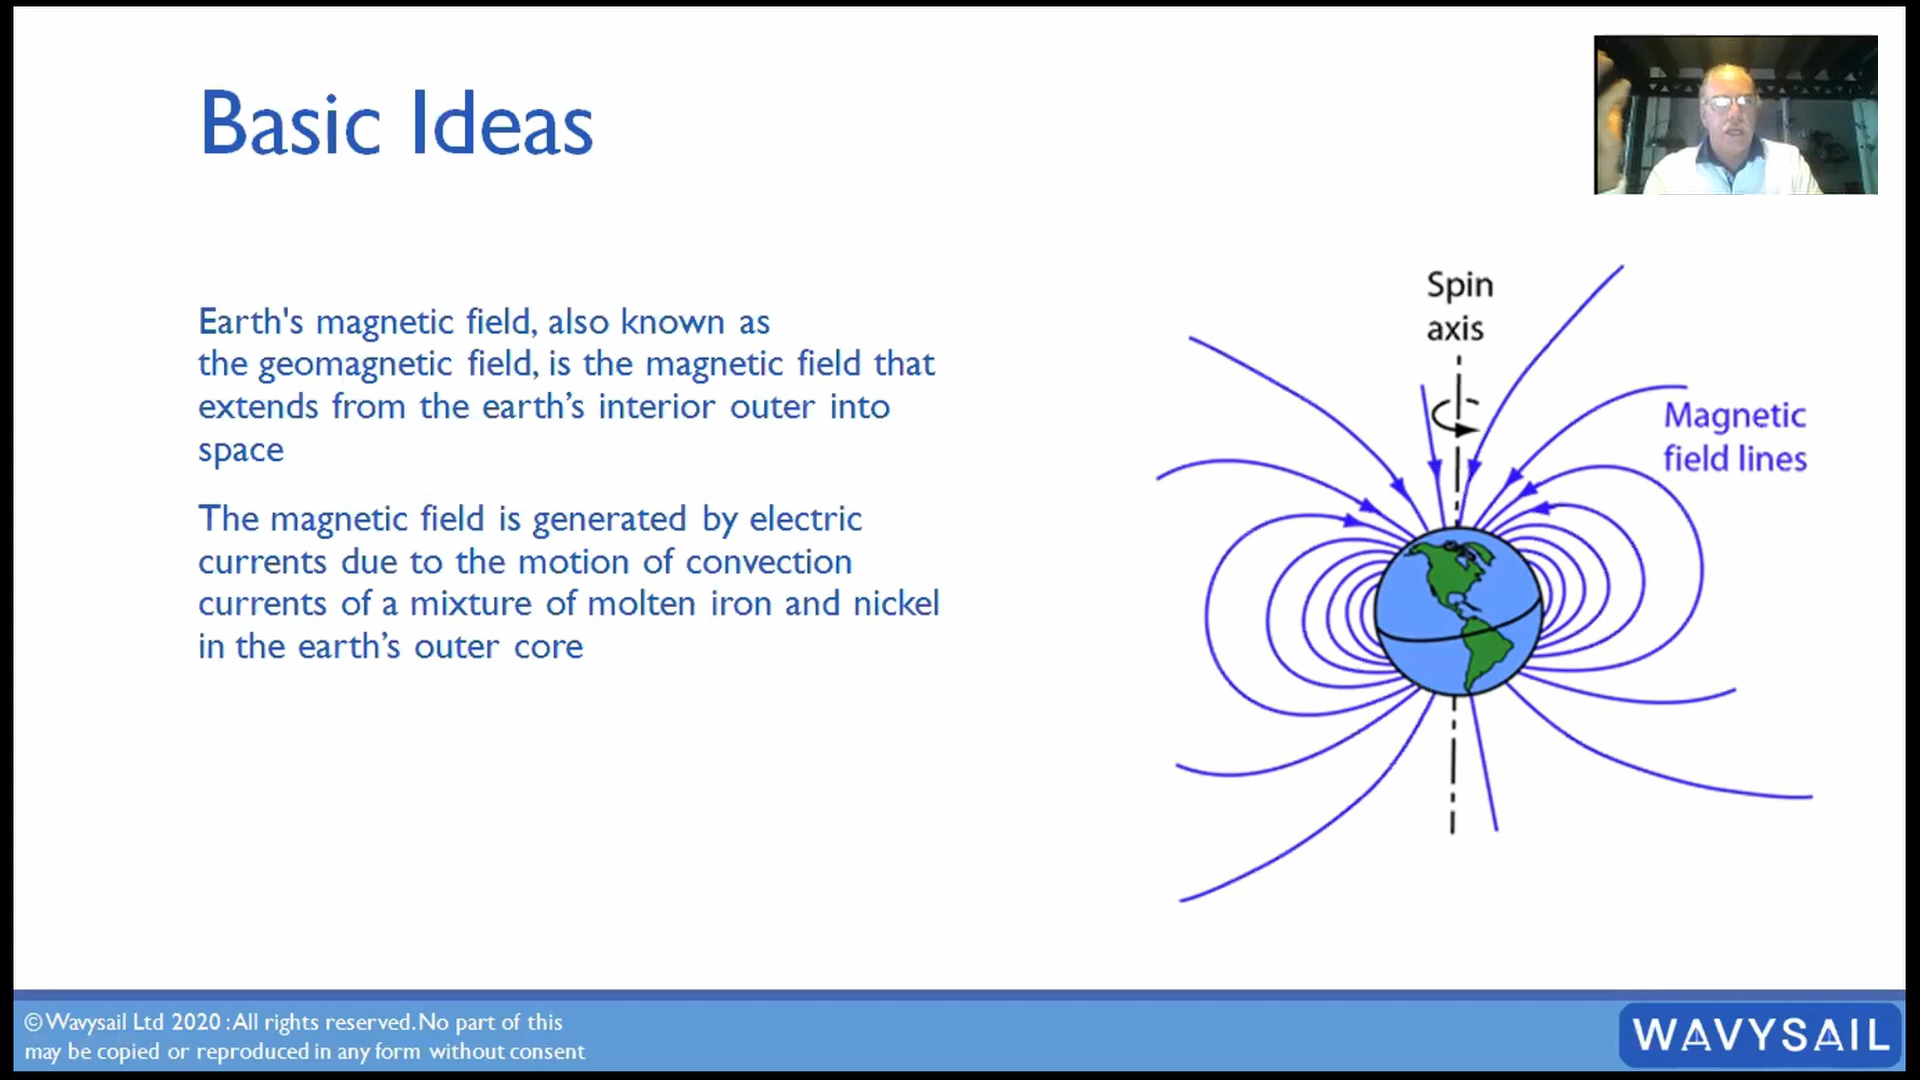 Basic Ideas
Earth's magnetic field, also known as
the geomagnetic field, is the magnetic field that
extends from the earth’s interior outer into
space
The magnetic field is generated by electric
currents due to the motion of convection
currents of a mixture of molten iron and nickel
in the earth’s outer core
Spin
axis
Magnetic
field lines
©Wavysail Ltd 2020 : All rights reserved. No part of this
may be copied or reproduced in any form without consent
WAVYSAIL